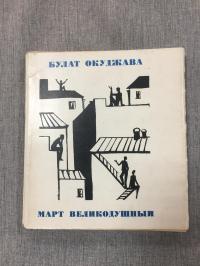 БУЛАТ ОКУДЖАВА
МАРТ ВЕЛИКОДУШНЫЙ